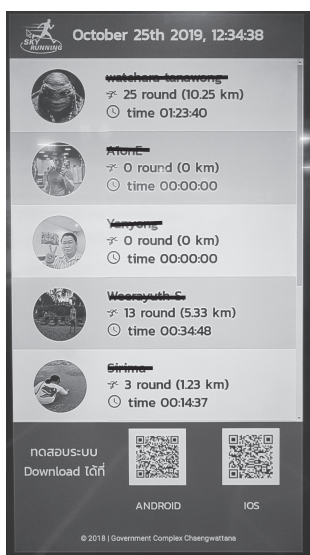 SKY
RUNNING
October 25th 2019, 12:34:38
25 round (10.25 km)
time 01:23:40
0 round (0 km)
time 00:00:00
0 round (0 km)
time 00:00:00
13 round (5.33 km)
time 00:34:48
3 round (1.23 km)
time 00:14:37
ทดสอบระบบ
Download ได้ที่
ANDROID
IOS
© 2018 | Government Complex Chaengwattana